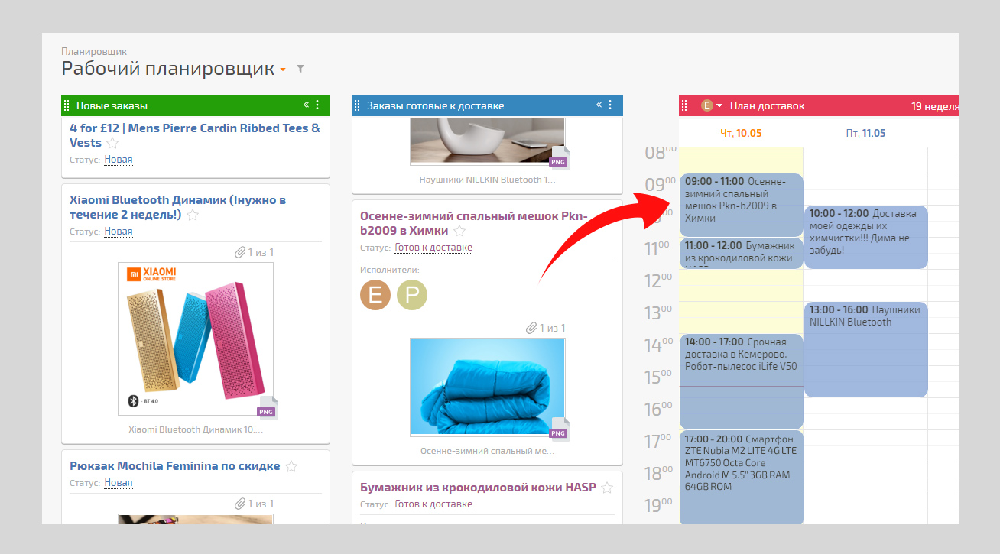 Планировщик
Рабочий планировщик
Новые заказы
4 for £12 | Mens Pierre Cardin Ribbed Tees &
Vests
Статус: Новая
Xiaomi Bluetooth Динамик (!нужно в
течение 2 недель!)
Статус: Новая
1 из 1
mi XIAOMI
ONLINE STORE
- BT 4.0
PNG
Xiaomi Bluetooth Динамик 10....
Рюкзак Mochila Feminina по скидке
Статус: Новая
1 из 1
Заказы готовые к доставке
PNG
Наушники NILLKIN Bluetooth 1...
Осенне-зимний спальный мешок Pkn-
b2009 в Химки
Статус: Готов к доставке
Исполнители:
E P
1 из 1
PNG
Осенне-зимний спальный ме...
Бумажник из крокодиловой кожи HASP
Статус: Готов к доставке
E План доставок 19 неделя
Чт, 10.05 Пт, 11.05
08 00
09 00
00
11 00
12 00
13 00
14 00
15 00
16 00
17 00
18 00
19 00
09:00 - 11:00 Осенне-
зимний спальный
мешок Pkn-b2009 в
Химки
11:00 - 12:00 Бумажник
из крокодиловой кожи
14:00 - 17:00 Срочная
доставка в Кемерово.
Робот-пылесос iLife V50
17:00 - 20:00 Смартфон
ZTE Nubia M2 LITE 4G LTE
MT6750 Octa Core
Android M 5.5" 3GB RAM
64GB ROM
10:00 - 12:00 Доставка
моей одежды их
химчистки!!! Дима не
забудь!
13:00 - 16:00 Наушники
NILLKIN Bluetooth